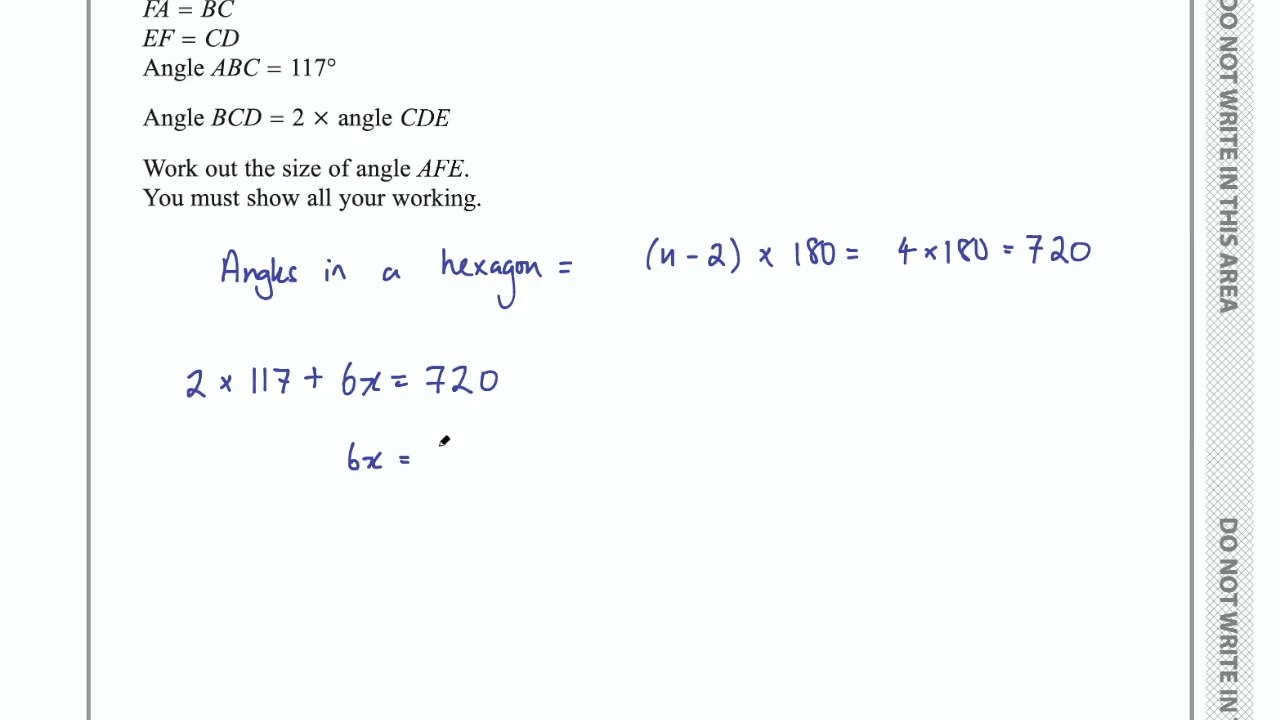 FA = BC
EF = CD
Angle ABC = 117°
Angle BCD = 2 × angle CDE
Work out the size of angle AFE.
You must show all your working.
Angles in a hexagon = (n - 2) × 180 = 4 × 180 = 720
2 × 117 + 6x = 720
6x =
DO NOT WRITE IN THIS AREA
DO NOT WRITE IN